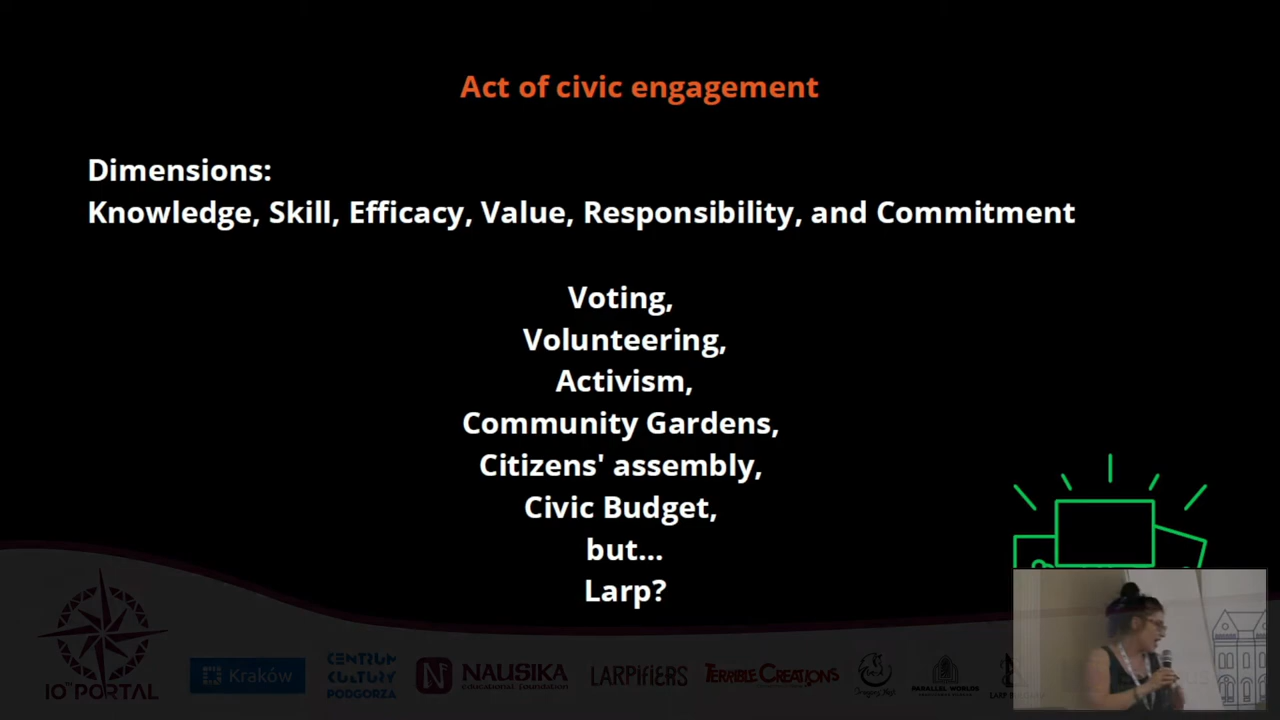 Act of civic engagement
Dimensions:
Knowledge, Skill, Efficacy, Value, Responsibility, and Commitment
Voting,
Volunteering,
Activism,
Community Gardens,
Citizens' assembly,
Civic Budget,
but...
Larp?
10TH PORTAL
Kraków
CENTRUM
KULTURY
PODGÓRZA
NAUSIKA
educational foundation
LARPIFIERS
TERRIBLE CREATIONS
PARALLEL WORLDS